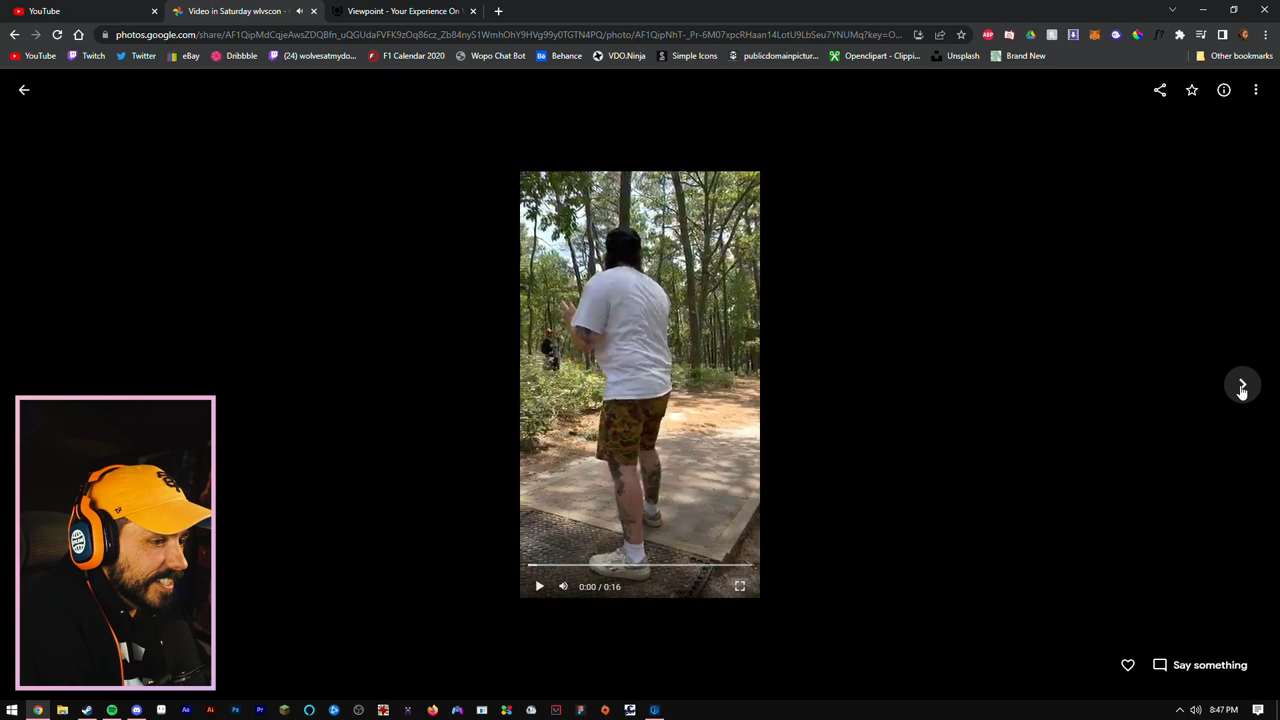 YouTube
Video in Saturday wlvscon -
Viewpoint - Your Experience On
photos.google.com/share/AF1QipMdCqjeAwsZDQBfn_uQGUdaFVFK9zOq86cz_Zb84nyS1WmhOhY9HVg99y0TGTN4PQ/photo/AF1QipNhT-_Pr-6M07xpcRHaan14LotU9LbSeu7YNUMq?key=O...
YouTube
Twitch
Twitter
eBay
Dribbble
(24) wolvesatmydo...
F1 Calendar 2020
Wopo Chat Bot
Behance
VDO.Ninja
Simple Icons
publicdomainpictur...
Openclipart - Clippi...
Unsplash
Brand New
Other bookmarks
0:00 / 0:16
Say something
8:47 PM